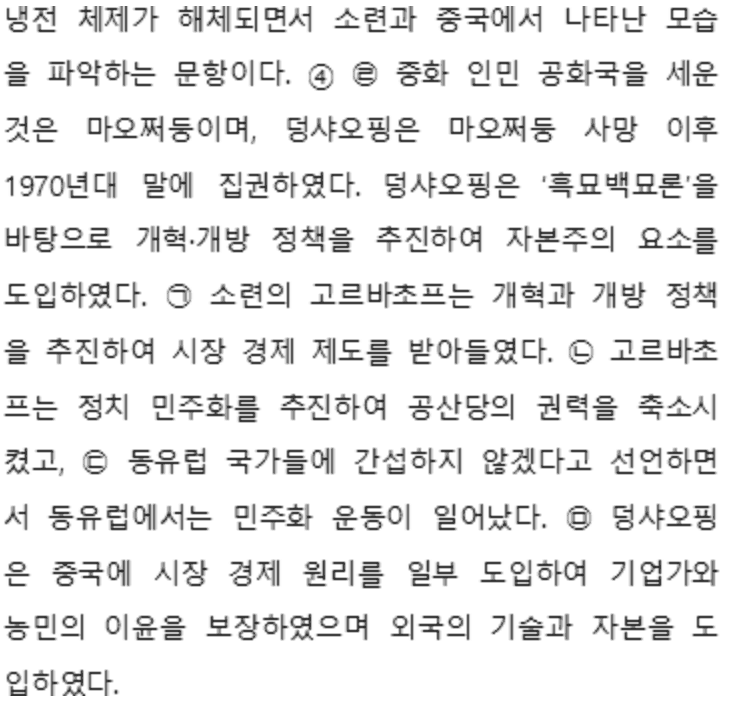 냉전 체제가 해체되면서 소련과 중국에서 나타난 모습
을 파악하는 문항이다. ④ ㉣ 중화 인민 공화국을 세운
것은 마오쩌둥이며, 덩샤오핑은 마오쩌둥 사망 이후
1970년대 말에 집권하였다. 덩샤오핑은 ‘흑묘백묘론’을
바탕으로 개혁·개방 정책을 추진하여 자본주의 요소를
도입하였다. ㉠ 소련의 고르바초프는 개혁과 개방 정책
을 추진하여 시장 경제 제도를 받아들였다. ㉡ 고르바초
프는 정치 민주화를 추진하여 공산당의 권력을 축소시
켰고, ㉢ 동유럽 국가들에 간섭하지 않겠다고 선언하면
서 동유럽에서는 민주화 운동이 일어났다. ㉤ 덩샤오핑
은 중국에 시장 경제 원리를 일부 도입하여 기업가와
농민의 이윤을 보장하였으며 외국의 기술과 자본을 도
입하였다.